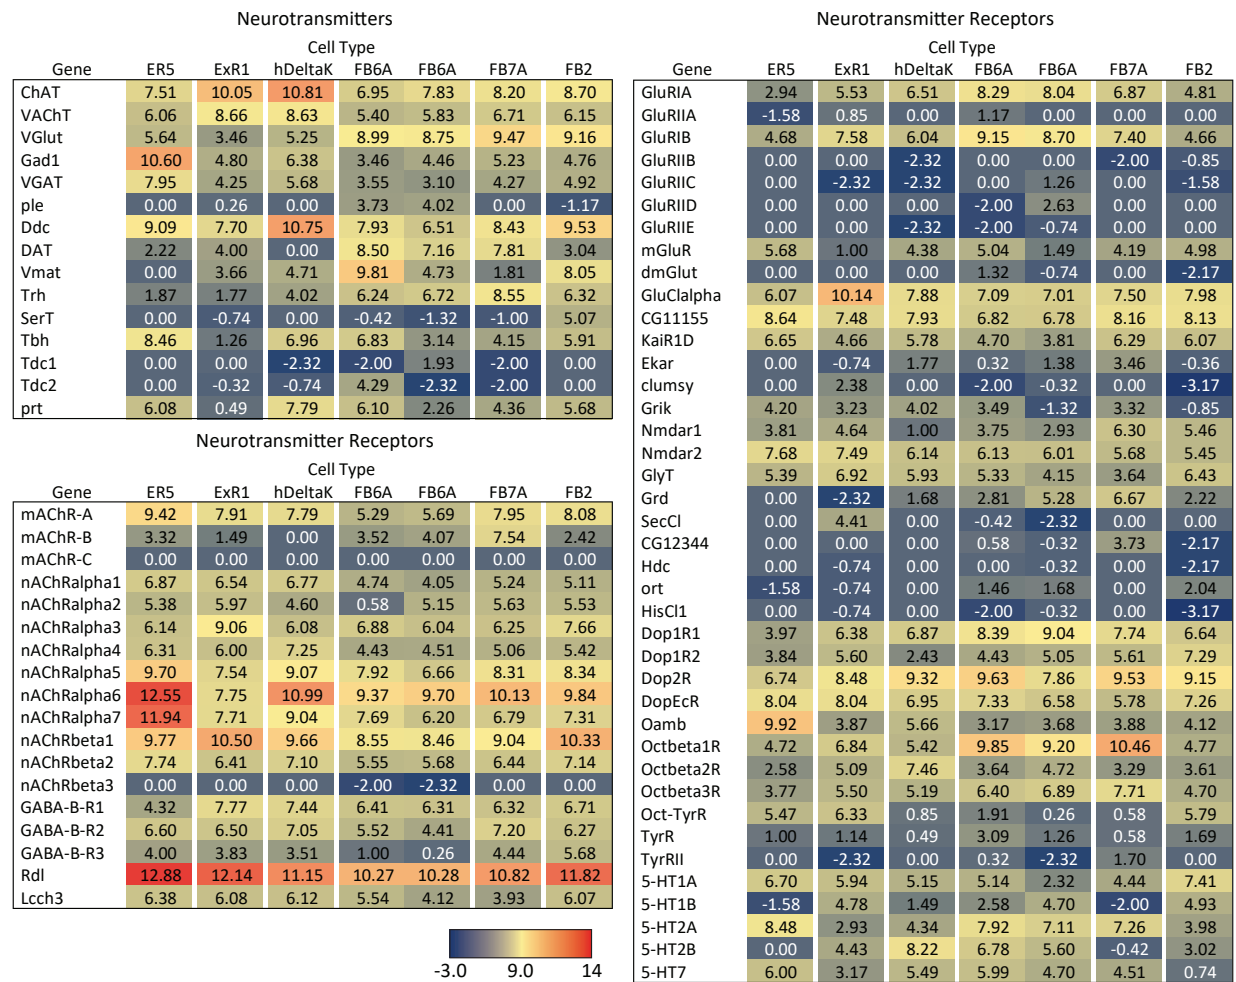 Neurotransmitters
Cell Type
Gene ER5 ExR1 hDeltaK FB6A FB6A FB7A FB2
ChAT 7.51 10.05 10.81 6.95 7.83 8.20 8.70
VAChT 6.06 8.66 8.63 5.40 5.83 6.71 6.15
VGlut 5.64 3.46 5.25 8.99 8.75 9.47 9.16
Gad1 10.60 4.80 6.38 3.46 4.46 5.23 4.76
VGAT 7.95 4.25 5.68 3.55 3.10 4.27 4.92
ple 0.00 0.26 0.00 3.73 4.02 0.00 -1.17
Ddc 9.09 7.70 10.75 7.93 6.51 8.43 9.53
DAT 2.22 4.00 0.00 8.50 7.16 7.81 3.04
Vmat 0.00 3.66 4.71 9.81 4.73 1.81 8.05
Trh 1.87 1.77 4.02 6.24 6.72 8.55 6.32
SerT 0.00 -0.74 0.00 -0.42 -1.32 -1.00 5.07
Tbh 8.46 1.26 6.96 6.83 3.14 4.15 5.91
Tdc1 0.00 0.00 -2.32 -2.00 1.93 -2.00 0.00
Tdc2 0.00 -0.32 -0.74 4.29 -2.32 -2.00 0.00
prt 6.08 0.49 7.79 6.10 2.26 4.36 5.68
Neurotransmitter Receptors
Cell Type
Gene ER5 ExR1 hDeltaK FB6A FB6A FB7A FB2
mAChR-A 9.42 7.91 7.79 5.29 5.69 7.95 8.08
mAChR-B 3.32 1.49 0.00 3.52 4.07 7.54 2.42
mAChR-C 0.00 0.00 0.00 0.00 0.00 0.00 0.00
nAChRalpha1 6.87 6.54 6.77 4.74 4.05 5.24 5.11
nAChRalpha2 5.38 5.97 4.60 0.58 5.15 5.63 5.53
nAChRalpha3 6.14 9.06 6.08 6.88 6.04 6.25 7.66
nAChRalpha4 6.31 6.00 7.25 4.43 4.51 5.06 5.42
nAChRalpha5 9.70 7.54 9.07 7.92 6.66 8.31 8.34
nAChRalpha6 12.55 7.75 10.99 9.37 9.70 10.13 9.84
nAChRalpha7 11.94 7.71 9.04 7.69 6.20 6.79 7.31
nAChRbeta1 9.77 10.50 9.66 8.55 8.46 9.04 10.33
nAChRbeta2 7.74 6.41 7.10 5.55 5.68 6.44 7.14
nAChRbeta3 0.00 0.00 0.00 -2.00 -2.32 0.00 0.00
GABA-B-R1 4.32 7.77 7.44 6.41 6.31 6.32 6.71
GABA-B-R2 6.60 6.50 7.05 5.52 4.41 7.20 6.27
GABA-B-R3 4.00 3.83 3.51 1.00 0.26 4.44 5.68
Rdl 12.88 12.14 11.15 10.27 10.28 10.82 11.82
Lcch3 6.38 6.08 6.12 5.54 4.12 3.93 6.07
-3.0 9.0 14
Neurotransmitter Receptors
Cell Type
Gene ER5 ExR1 hDeltaK FB6A FB6A FB7A FB2
GluRIA 2.94 5.53 6.51 8.29 8.04 6.87 4.81
GluRIIA -1.58 0.85 0.00 1.17 0.00 0.00 0.00
GluRIB 4.68 7.58 6.04 9.15 8.70 7.40 4.66
GluRIIB 0.00 0.00 -2.32 0.00 0.00 -2.00 -0.85
GluRIIC 0.00 -2.32 -2.32 0.00 1.26 0.00 -1.58
GluRIID 0.00 0.00 0.00 -2.00 2.63 0.00 0.00
GluRIIE 0.00 0.00 -2.32 -2.00 -0.74 0.00 0.00
mGluR 5.68 1.00 4.38 5.04 1.49 4.19 4.98
dmGlut 0.00 0.00 0.00 1.32 -0.74 0.00 -2.17
GluClalpha 6.07 10.14 7.88 7.09 7.01 7.50 7.98
CG11155 8.64 7.48 7.93 6.82 6.78 8.16 8.13
KaiR1D 6.65 4.66 5.78 4.70 3.81 6.29 6.07
Ekar 0.00 -0.74 1.77 0.32 1.38 3.46 -0.36
clumsy 0.00 2.38 0.00 -2.00 -0.32 0.00 -3.17
Grik 4.20 3.23 4.02 3.49 -1.32 3.32 -0.85
Nmdar1 3.81 4.64 1.00 3.75 2.93 6.30 5.46
Nmdar2 7.68 7.49 6.14 6.13 6.01 5.68 5.45
GlyT 5.39 6.92 5.93 5.33 4.15 3.64 6.43
Grd 0.00 -2.32 1.68 2.81 5.28 6.67 2.22
SecCl 0.00 4.41 0.00 -0.42 -2.32 0.00 0.00
CG12344 0.00 0.00 0.00 0.58 -0.32 3.73 -2.17
Hdc 0.00 -0.74 0.00 0.00 -0.32 0.00 -2.17
ort -1.58 -0.74 0.00 1.46 1.68 0.00 2.04
HisCl1 0.00 -0.74 0.00 -2.00 -0.32 0.00 -3.17
Dop1R1 3.97 6.38 6.87 8.39 9.04 7.74 6.64
Dop1R2 3.84 5.60 2.43 4.43 5.05 5.61 7.29
Dop2R 6.74 8.48 9.32 9.63 7.86 9.53 9.15
DopEcR 8.04 8.04 6.95 7.33 6.58 5.78 7.26
Oamb 9.92 3.87 5.66 3.17 3.68 3.88 4.12
Octbeta1R 4.72 6.84 5.42 9.85 9.20 10.46 4.77
Octbeta2R 2.58 5.09 7.46 3.64 4.72 3.29 3.61
Octbeta3R 3.77 5.50 5.19 6.40 6.89 7.71 4.70
Oct-TyrR 5.47 6.33 0.85 1.91 0.26 0.58 5.79
TyrR 1.00 1.14 0.49 3.09 1.26 0.58 1.69
TyrRII 0.00 -2.32 0.00 0.32 -2.32 1.70 0.00
5-HT1A 6.70 5.94 5.15 5.14 2.32 4.44 7.41
5-HT1B -1.58 4.78 1.49 2.58 4.70 -2.00 4.93
5-HT2A 8.48 2.93 4.34 7.92 7.11 7.26 3.98
5-HT2B 0.00 4.43 8.22 6.78 5.60 -0.42 3.02
5-HT7 6.00 3.17 5.49 5.99 4.70 4.51 0.74